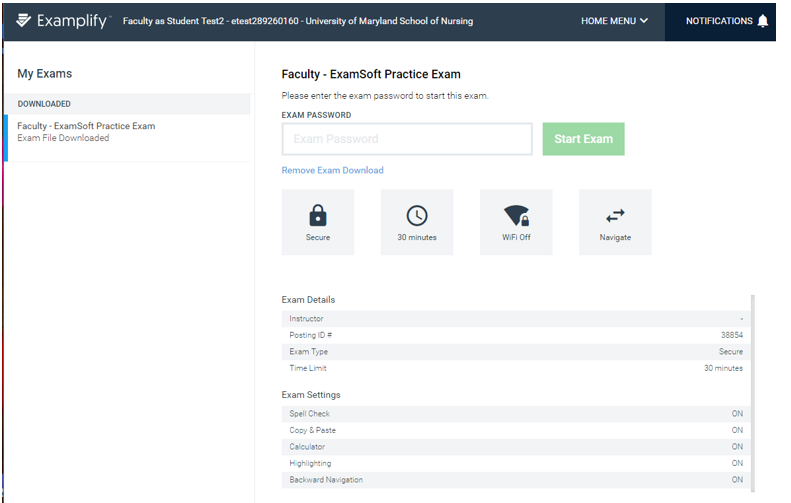 Examplify Faculty as Student Test2 - etest289260160 - University of Maryland School of Nursing HOME MENU NOTIFICATIONS
My Exams
DOWNLOADED
Faculty - ExamSoft Practice Exam
Exam File Downloaded
Faculty - ExamSoft Practice Exam
Please enter the exam password to start this exam.
EXAM PASSWORD
Exam Password Start Exam
Remove Exam Download
Secure 30 minutes WiFi Off Navigate
Exam Details
Instructor -
Posting ID # 38854
Exam Type Secure
Time Limit 30 minutes
Exam Settings
Spell Check ON
Copy & Paste ON
Calculator ON
Highlighting ON
Backward Navigation ON